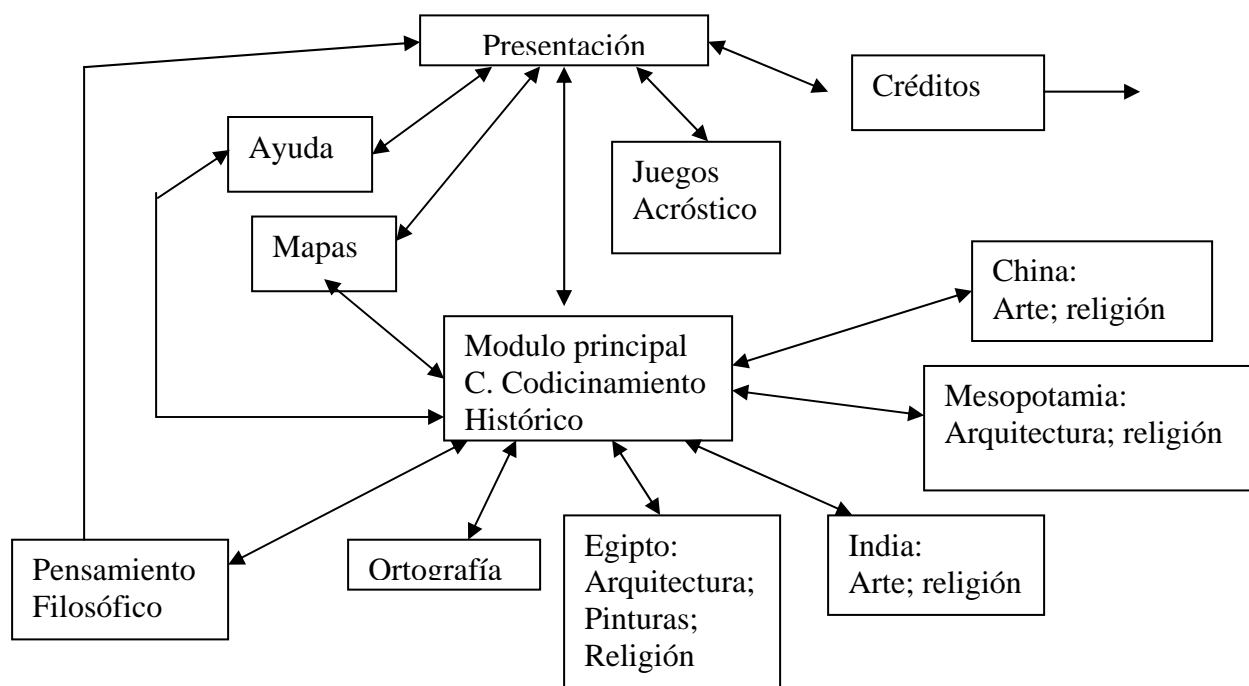 Presentación
Créditos
Ayuda
Juegos
Acróstico
Mapas
China:
Arte; religión
Modulo principal
C. Codicinamiento
Histórico
Mesopotamia:
Arquitectura; religión
Pensamiento
Filosófico
Ortografía
Egipto:
Arquitectura;
Pinturas;
Religión
India:
Arte; religión